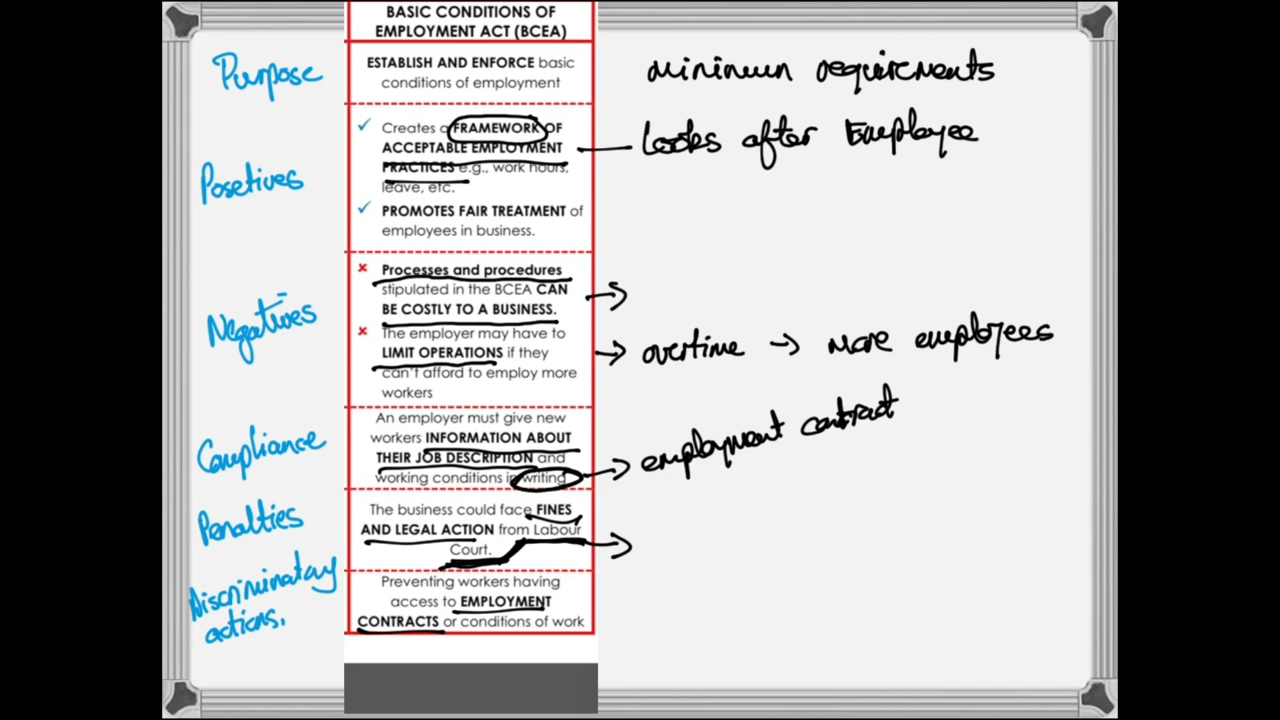 BASIC CONDITIONS OF
EMPLOYMENT ACT (BCEA)
Purpose
ESTABLISH AND ENFORCE basic
conditions of employment
minimum requirements
Posetives
✓ Creates a FRAMEWORK OF
ACCEPTABLE EMPLOYMENT
PRACTICES e.g., work hours,
leave, etc.
Looks after Employee
✓ PROMOTES FAIR TREATMENT of
employees in business.
Negatives
x Processes and procedures
stipulated in the BCEA CAN
BE COSTLY TO A BUSINESS.
x The employer may have to
LIMIT OPERATIONS if they
can't afford to employ more
workers
overtime → More employees
Compliance
An employer must give new
workers INFORMATION ABOUT
THEIR JOB DESCRIPTION and
working conditions in writing
employment contract
Penalties
The business could face FINES
AND LEGAL ACTION from Labour
Court.
Discriminatory
actions.
Preventing workers having
access to EMPLOYMENT
CONTRACTS or conditions of work